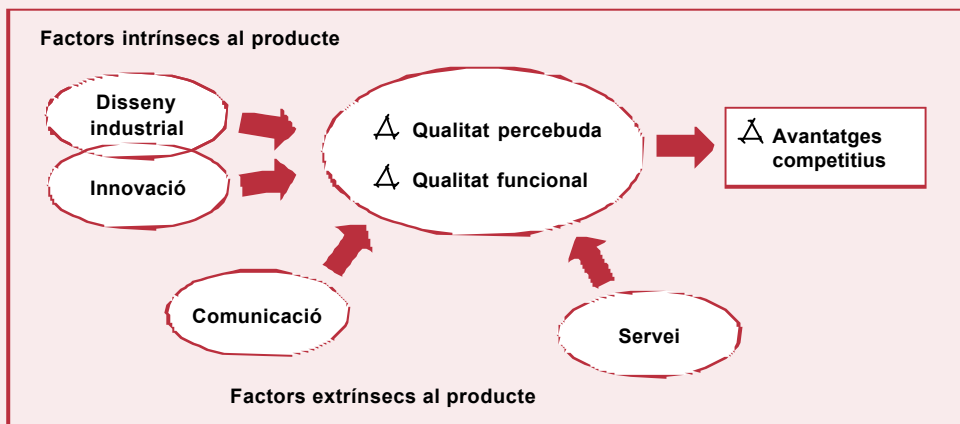 Factors intrínsecs al producte
Disseny
industrial
Innovació
Qualitat percebuda
Qualitat funcional
Avantatges
competitius
Comunicació
Servei
Factors extrínsecs al producte